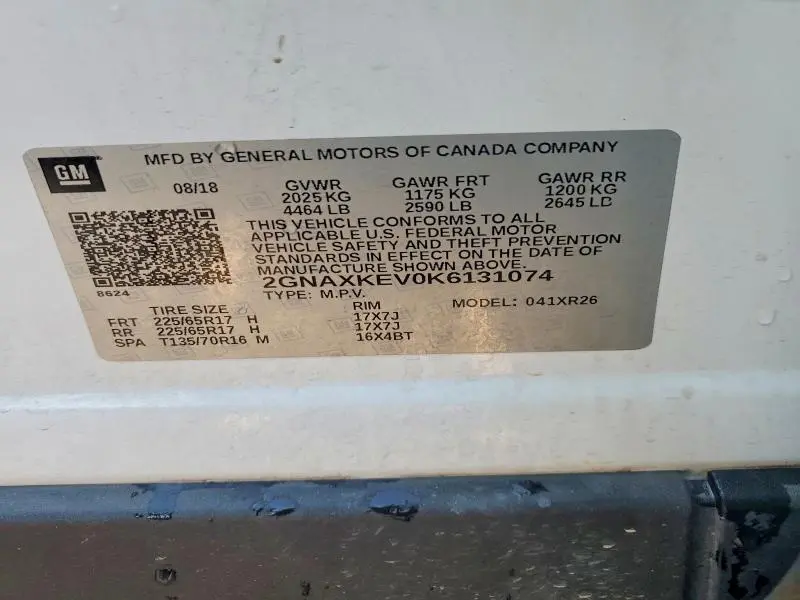 GM
MFD BY GENERAL MOTORS OF CANADA COMPANY
08/18 GVWR GAWR FRT GAWR RR
2025 KG 1175 KG 1200 KG
4464 LB 2590 LB 2645 LB
THIS VEHICLE CONFORMS TO ALL
APPLICABLE U.S. FEDERAL MOTOR
VEHICLE SAFETY AND THEFT PREVENTION
STANDARDS IN EFFECT ON THE DATE OF
MANUFACTURE SHOWN ABOVE.
8624
2GNAXKEV0K6131074
TYPE: M.P.V. MODEL: 041XR26
TIRE SIZE RIM
FRT 225/65R17 H 17X7J
RR 225/65R17 H 17X7J
SPA T135/70R16 M 16X4BT